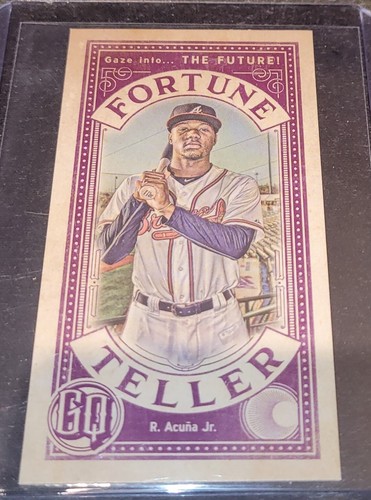 Gaze into... THE FUTURE!
FORTUNE
A
TELLER
GQ
R. Acuña Jr.